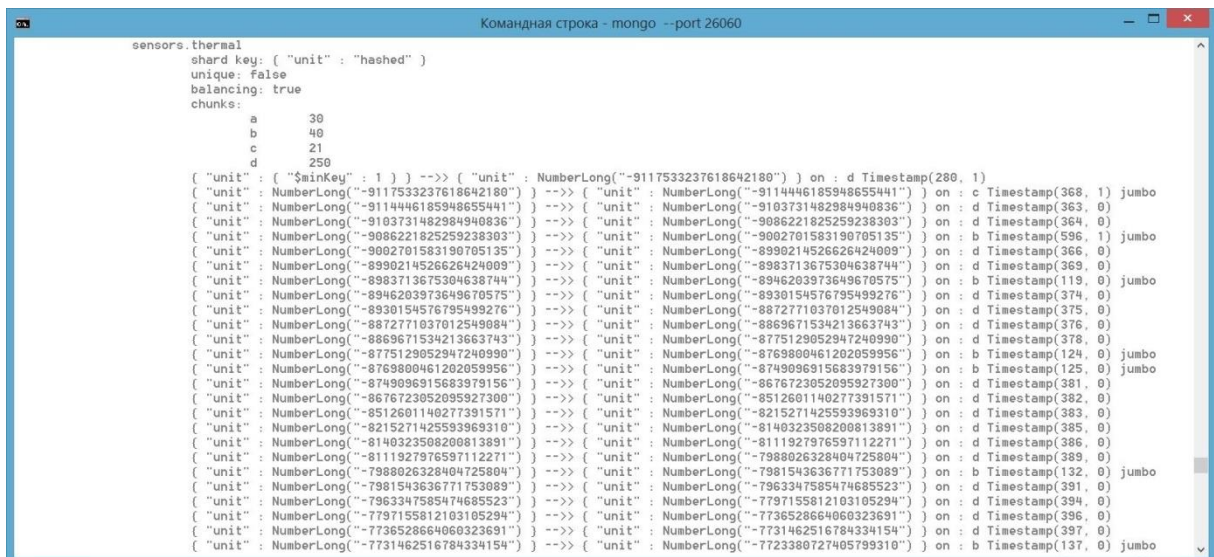 Командная строка - mongo --port 26060
sensors.thermal
shard key: { "unit" : "hashed" }
unique: false
balancing: true
chunks:
a 30
b 40
c 21
d 250
{ "unit" : { "$minKey" : 1 } } -->> { "unit" : NumberLong("-9117533237618642180") } on : d Timestamp(280, 1)
{ "unit" : NumberLong("-9117533237618642180") } -->> { "unit" : NumberLong("-9114446185948655441") } on : c Timestamp(368, 1) jumbo
{ "unit" : NumberLong("-9114446185948655441") } -->> { "unit" : NumberLong("-9103731482984940836") } on : d Timestamp(363, 0)
{ "unit" : NumberLong("-9103731482984940836") } -->> { "unit" : NumberLong("-9086221825259238303") } on : d Timestamp(364, 0)
{ "unit" : NumberLong("-9086221825259238303") } -->> { "unit" : NumberLong("-9002701583190705135") } on : b Timestamp(596, 1) jumbo
{ "unit" : NumberLong("-9002701583190705135") } -->> { "unit" : NumberLong("-8990214526626424009") } on : d Timestamp(366, 0)
{ "unit" : NumberLong("-8990214526626424009") } -->> { "unit" : NumberLong("-8983713675304638744") } on : d Timestamp(369, 0)
{ "unit" : NumberLong("-8983713675304638744") } -->> { "unit" : NumberLong("-8946203973649670575") } on : b Timestamp(119, 0) jumbo
{ "unit" : NumberLong("-8946203973649670575") } -->> { "unit" : NumberLong("-8930154576795499276") } on : d Timestamp(374, 0)
{ "unit" : NumberLong("-8930154576795499276") } -->> { "unit" : NumberLong("-8872771037012549084") } on : d Timestamp(375, 0)
{ "unit" : NumberLong("-8872771037012549084") } -->> { "unit" : NumberLong("-8869671534213663743") } on : d Timestamp(376, 0)
{ "unit" : NumberLong("-8869671534213663743") } -->> { "unit" : NumberLong("-8775129052947240990") } on : d Timestamp(378, 0)
{ "unit" : NumberLong("-8775129052947240990") } -->> { "unit" : NumberLong("-8769800461202059956") } on : b Timestamp(124, 0) jumbo
{ "unit" : NumberLong("-8769800461202059956") } -->> { "unit" : NumberLong("-8749096915683979156") } on : b Timestamp(125, 0) jumbo
{ "unit" : NumberLong("-8749096915683979156") } -->> { "unit" : NumberLong("-8676723052095927300") } on : d Timestamp(381, 0)
{ "unit" : NumberLong("-8676723052095927300") } -->> { "unit" : NumberLong("-8512601140277391571") } on : d Timestamp(382, 0)
{ "unit" : NumberLong("-8512601140277391571") } -->> { "unit" : NumberLong("-8215271425593969310") } on : d Timestamp(383, 0)
{ "unit" : NumberLong("-8215271425593969310") } -->> { "unit" : NumberLong("-8140323508200813891") } on : d Timestamp(385, 0)
{ "unit" : NumberLong("-8140323508200813891") } -->> { "unit" : NumberLong("-8111927976597112271") } on : d Timestamp(386, 0)
{ "unit" : NumberLong("-8111927976597112271") } -->> { "unit" : NumberLong("-7988026328404725804") } on : d Timestamp(389, 0)
{ "unit" : NumberLong("-7988026328404725804") } -->> { "unit" : NumberLong("-7981543636771753089") } on : b Timestamp(132, 0) jumbo
{ "unit" : NumberLong("-7981543636771753089") } -->> { "unit" : NumberLong("-7963347585474685523") } on : d Timestamp(391, 0)
{ "unit" : NumberLong("-7963347585474685523") } -->> { "unit" : NumberLong("-7797155812103105294") } on : d Timestamp(394, 0)
{ "unit" : NumberLong("-7797155812103105294") } -->> { "unit" : NumberLong("-7736528664060323691") } on : d Timestamp(396, 0)
{ "unit" : NumberLong("-7736528664060323691") } -->> { "unit" : NumberLong("-7731462516784334154") } on : d Timestamp(397, 0)
{ "unit" : NumberLong("-7731462516784334154") } -->> { "unit" : NumberLong("-7723380727405799310") } on : b Timestamp(137, 0) jumbo